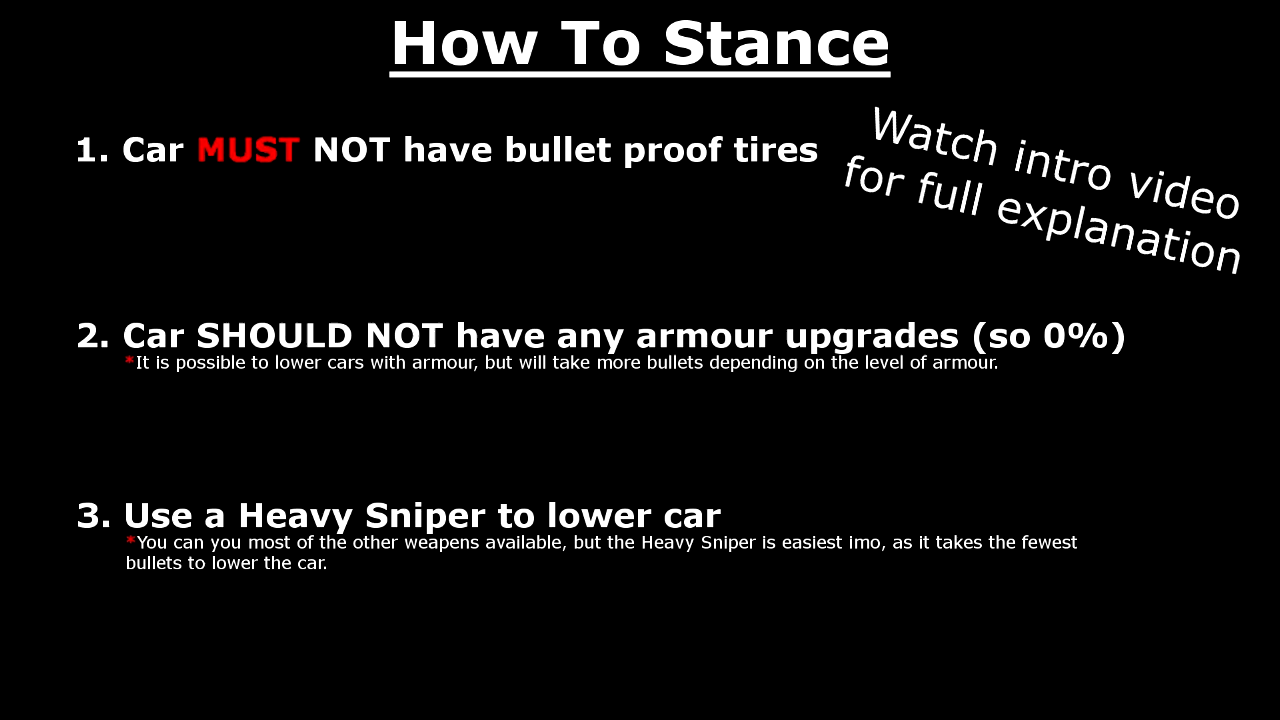 How To Stance
1. Car MUST NOT have bullet proof tires
Watch intro video
for full explanation
2. Car SHOULD NOT have any armour upgrades (so 0%)
*It is possible to lower cars with armour, but will take more bullets depending on the level of armour.
3. Use a Heavy Sniper to lower car
*You can you most of the other weapens available, but the Heavy Sniper is easiest imo, as it takes the fewest
bullets to lower the car.